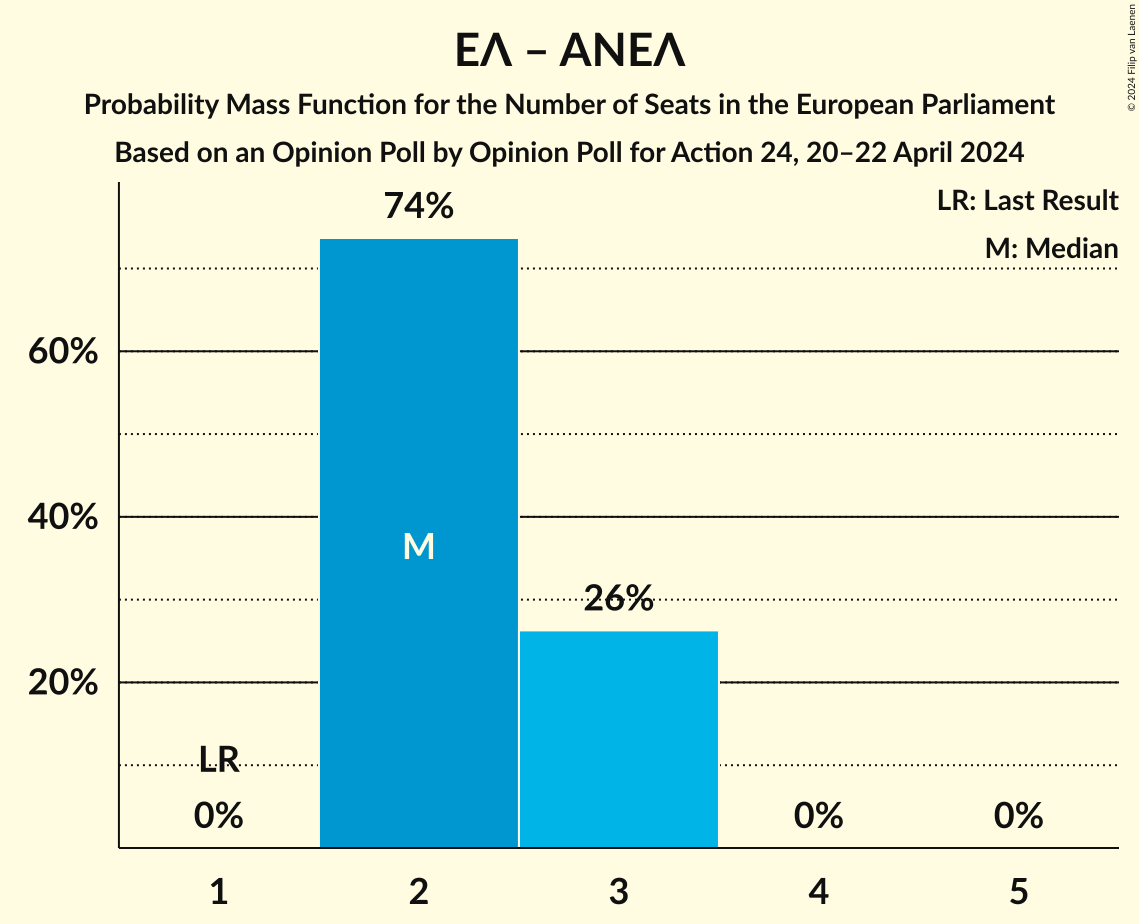 ΕΛ – ΑΝΕΛ
Probability Mass Function for the Number of Seats in the European Parliament
Based on an Opinion Poll by Opinion Poll for Action 24, 20–22 April 2024
© 2024 Filip van Laenen
LR: Last Result
M: Median
74%
60%
40%
M
26%
20%
LR
0%
0%
0%
1
2
3
4
5